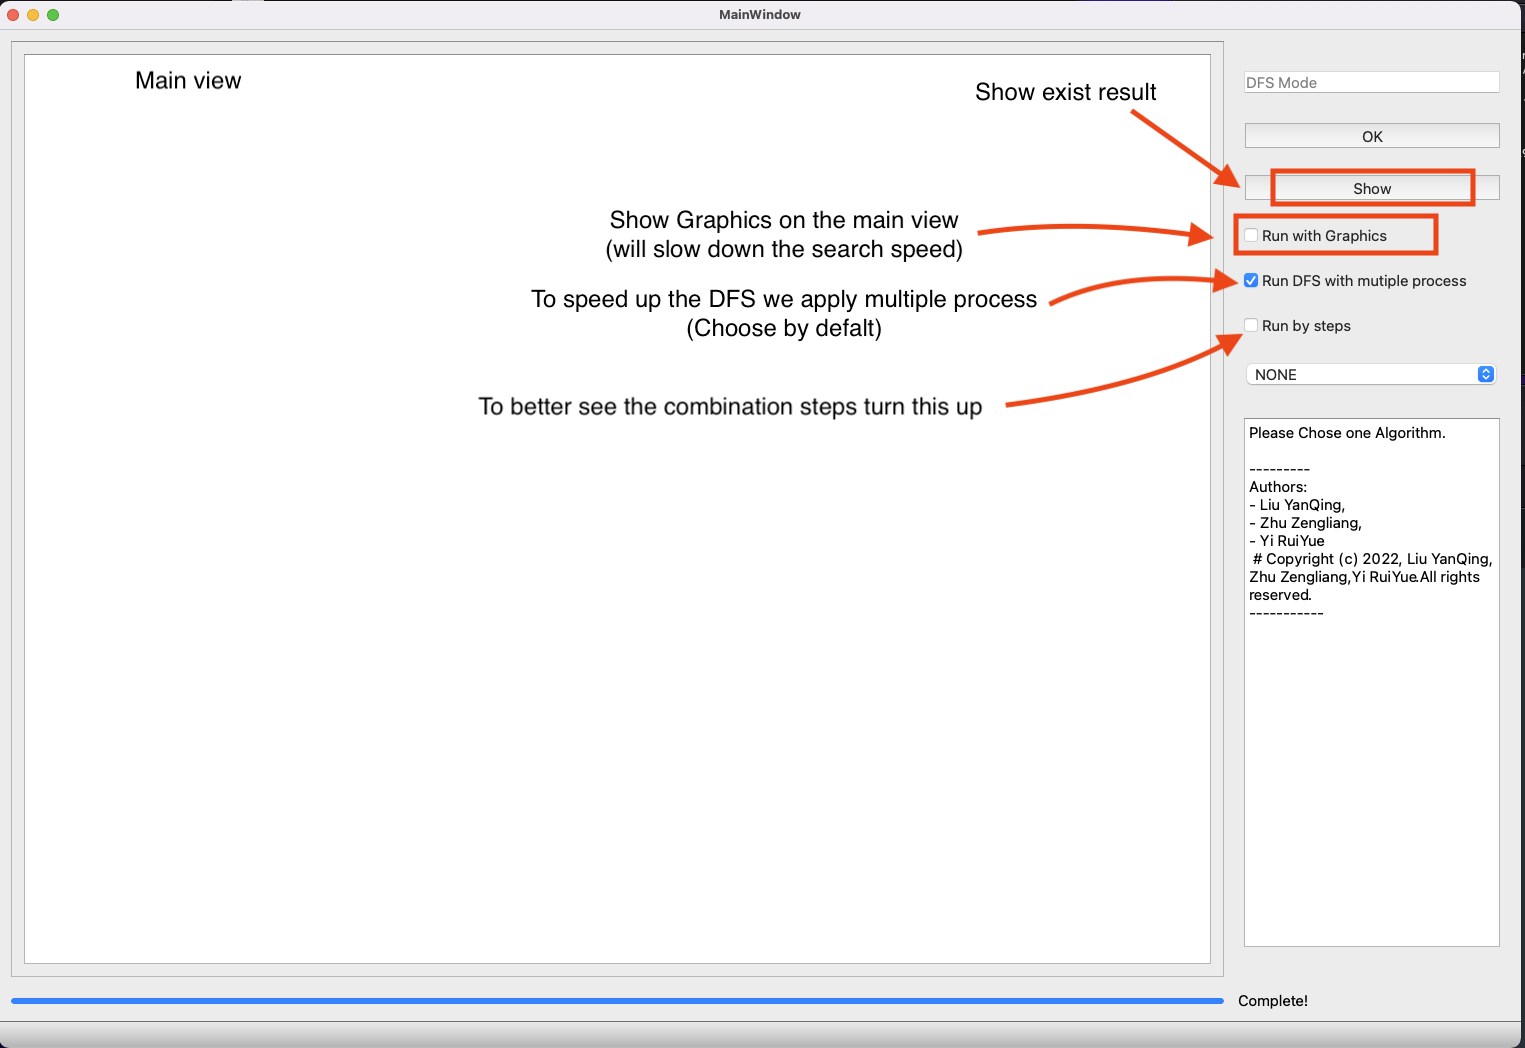 MainWindow
Main view
Show exist result
DFS Mode
OK
Show
Show Graphics on the main view
(will slow down the search speed)
Run with Graphics
To speed up the DFS we apply multiple process
(Choose by defalt)
Run DFS with mutiple process
Run by steps
To better see the combination steps turn this up
NONE
Please Chose one Algorithm.
---------
Authors:
- Liu YanQing,
- Zhu Zengliang,
- Yi RuiYue
# Copyright (c) 2022, Liu YanQing,
Zhu Zengliang,Yi RuiYue.All rights
reserved.
-----------
Complete!